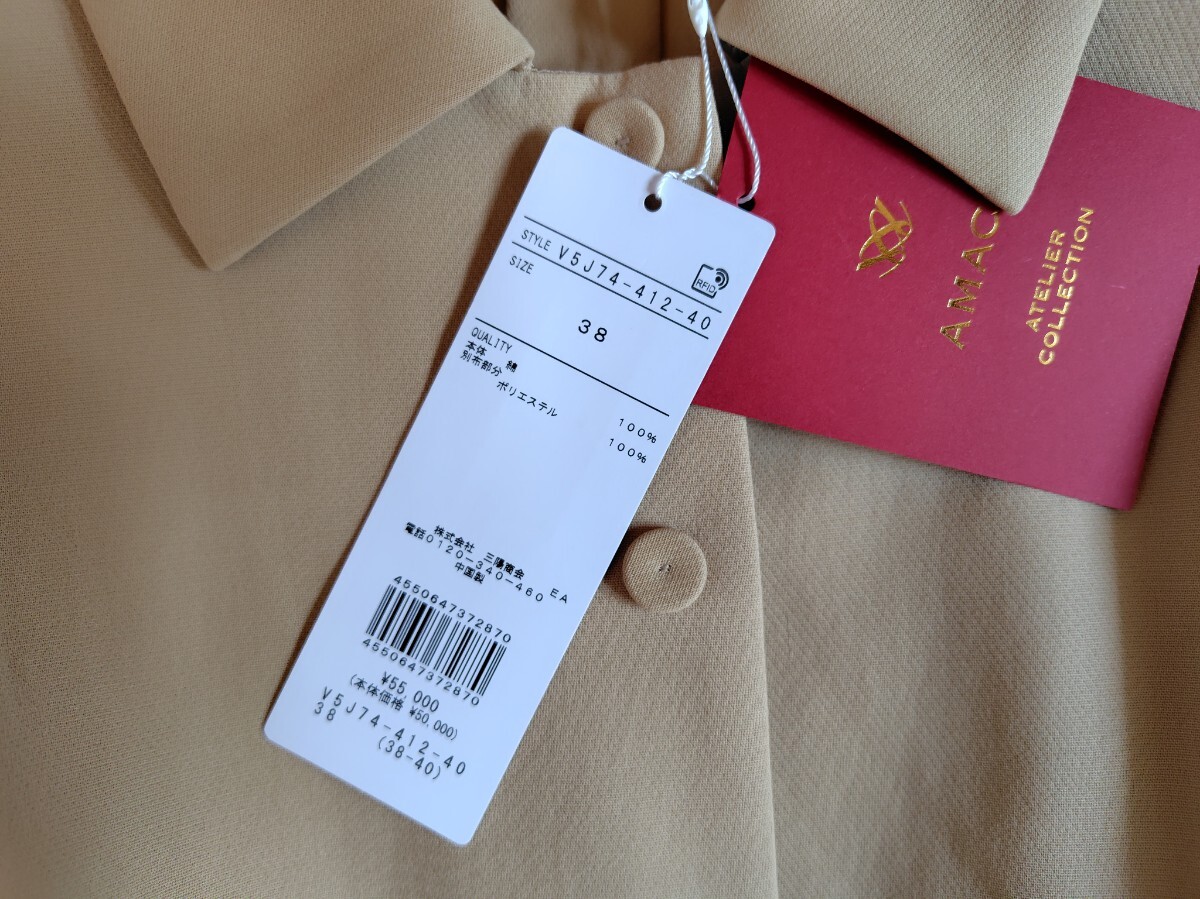 STYLE V5J74-412-40
RFID
SIZE
38
QUALITY
本体 綿 100%
別布部分 ポリエステル 100%
株式会社 三陽商会
電話0120-340-460 EA
中国製
4550647372870
4550647372870
¥55,000
(本体価格 ¥50,000)
V5J74-412-40
38 (38-40)
AMAC
ATELIER
COLLECTION